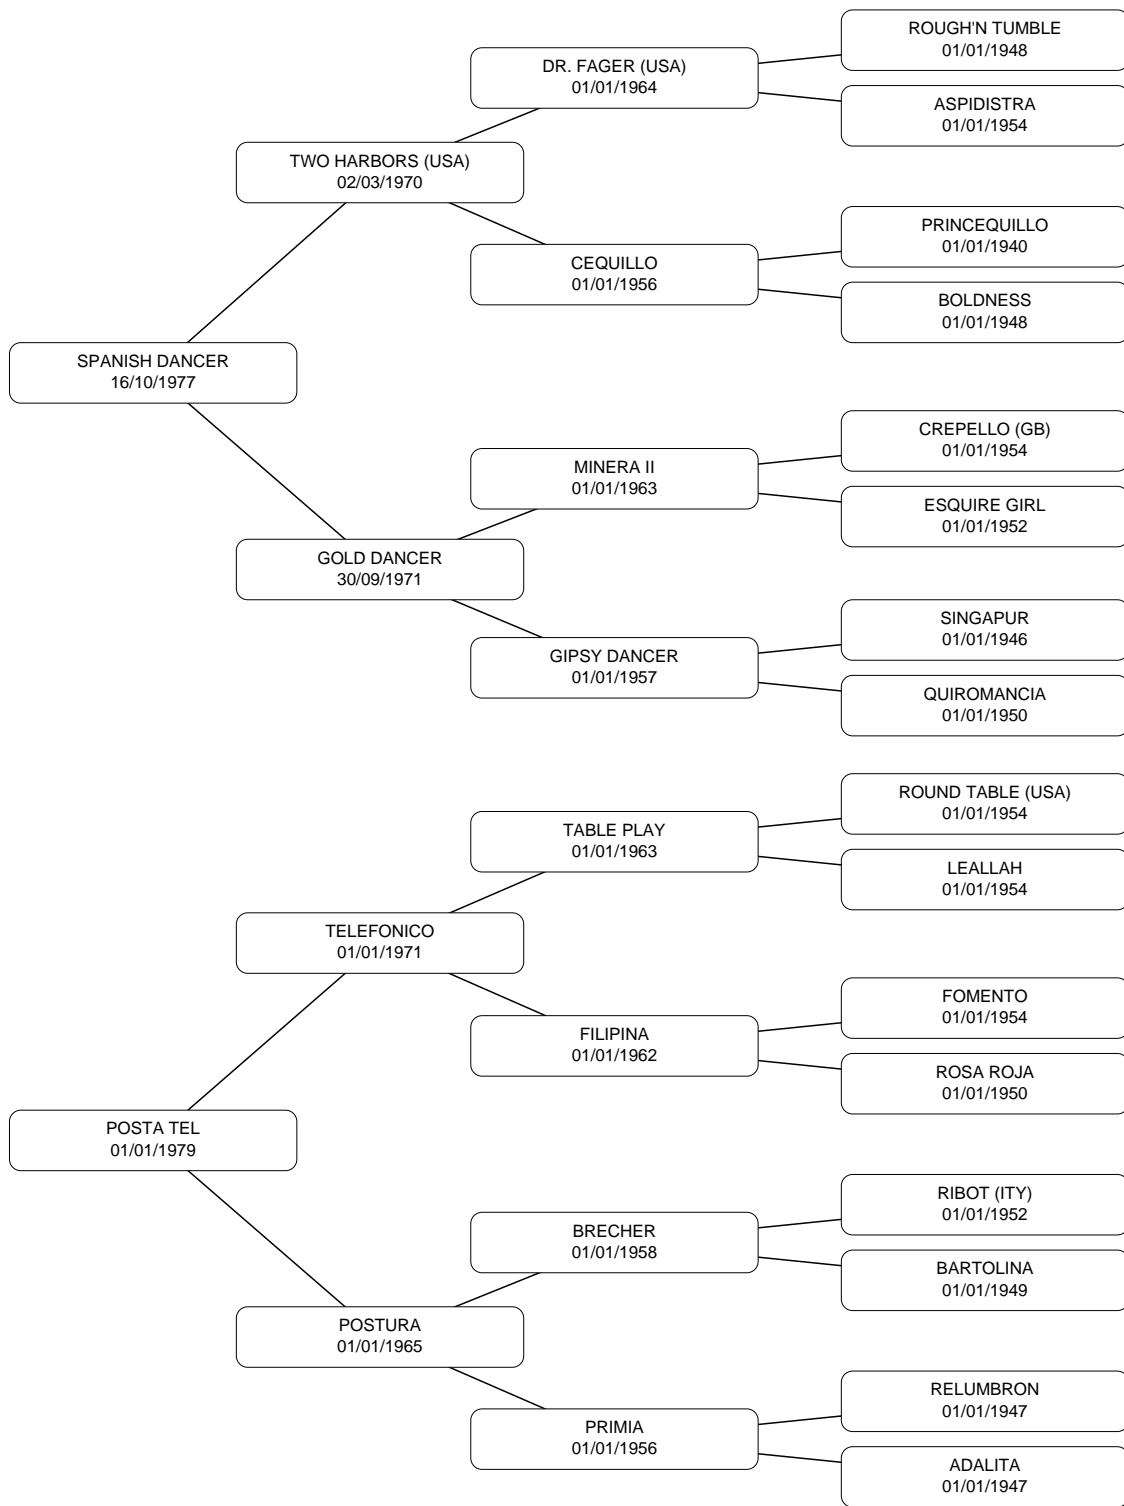 ROUGH'N TUMBLE
01/01/1948
DR. FAGER (USA)
01/01/1964
ASPIDISTRA
01/01/1954
TWO HARBORS (USA)
02/03/1970
PRINCEQUILLO
01/01/1940
CEQUILLO
01/01/1956
BOLDNESS
01/01/1948
SPANISH DANCER
16/10/1977
CREPELLO (GB)
01/01/1954
MINERA II
01/01/1963
ESQUIRE GIRL
01/01/1952
GOLD DANCER
30/09/1971
SINGAPUR
01/01/1946
GIPSY DANCER
01/01/1957
QUIROMANCIA
01/01/1950
ROUND TABLE (USA)
01/01/1954
TABLE PLAY
01/01/1963
LEALLAH
01/01/1954
TELEFONICO
01/01/1971
FOMENTO
01/01/1954
FILIPINA
01/01/1962
ROSA ROJA
01/01/1950
POSTA TEL
01/01/1979
RIBOT (ITY)
01/01/1952
BRECHER
01/01/1958
BARTOLINA
01/01/1949
POSTURA
01/01/1965
RELUMBRON
01/01/1947
PRIMIA
01/01/1956
ADALITA
01/01/1947